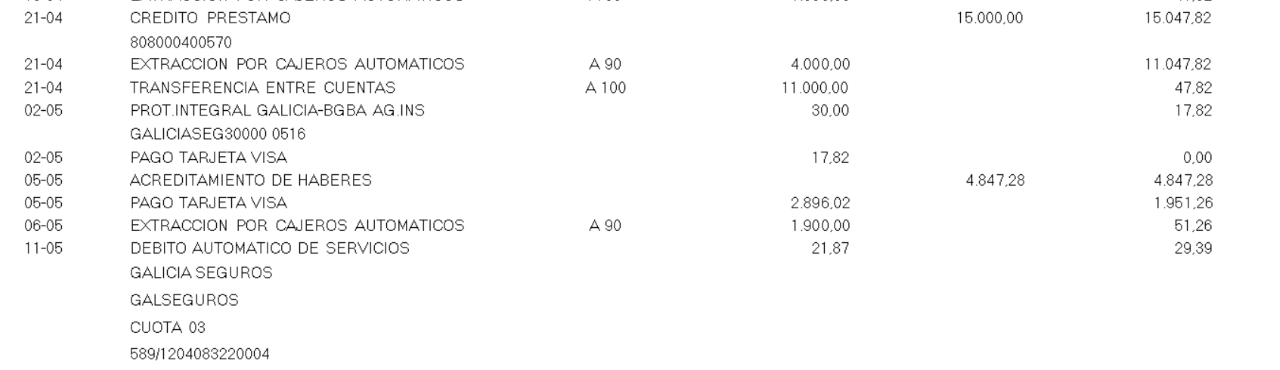 21-04 CREDITO PRESTAMO 15.000,00 15.047,82
808000400570
21-04 EXTRACCION POR CAJEROS AUTOMATICOS A 90 4.000,00 11.047,82
21-04 TRANSFERENCIA ENTRE CUENTAS A 100 11.000,00 47,82
02-05 PROT.INTEGRAL GALICIA-BGBA AG.INS 30,00 17,82
GALICIASEG30000 0516
02-05 PAGO TARJETA VISA 17,82 0,00
05-05 ACREDITAMIENTO DE HABERES 4.847,28 4.847,28
05-05 PAGO TARJETA VISA 2.896,02 1.951,26
06-05 EXTRACCION POR CAJEROS AUTOMATICOS A 90 1.900,00 51,26
11-05 DEBITO AUTOMATICO DE SERVICIOS 21,87 29,39
GALICIA SEGUROS
GALSEGUROS
CUOTA 03
589/1204083220004